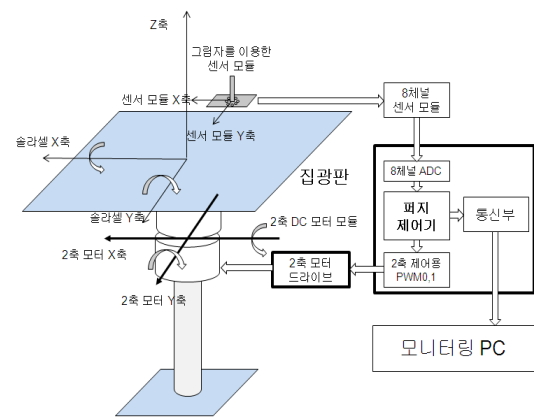 Z축
그림자를 이용한
센서 모듈
센서 모듈 X축
센서 모듈 Y축
8체널
센서 모듈
솔라셀 X축
집광판
솔라셀 Y축
8체널 ADC
퍼지
제어기
통신부
2축 DC 모터 모듈
2축 모터 X축
2축 모터
드라이브
2축 제어용
PWM0,1
2축 모터 Y축
모니터링 PC